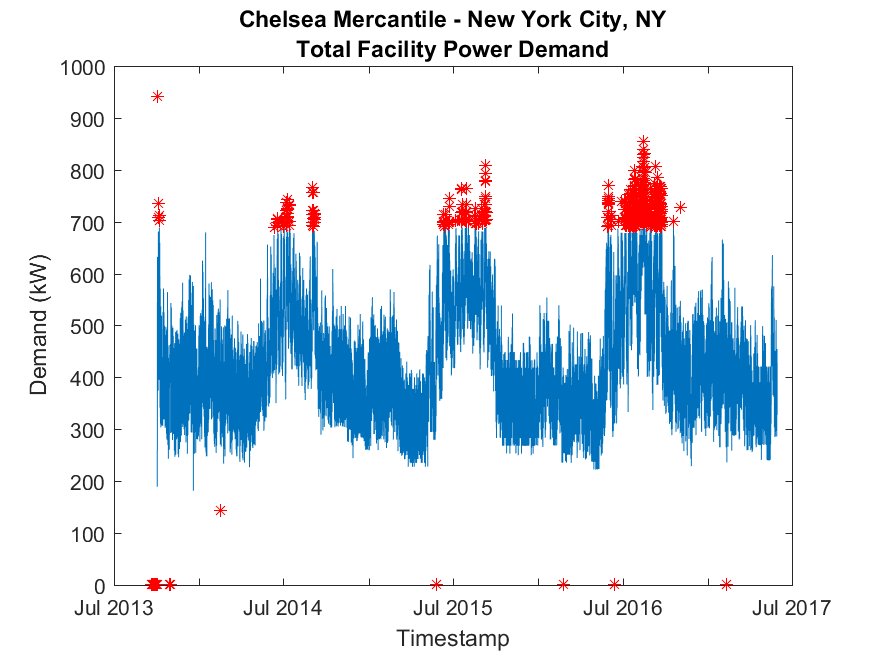 Chelsea Mercantile - New York City, NY
Total Facility Power Demand
1000
900
800
700
600
500
400
300
200
100
0
Demand (kW)
Jul 2013 Jul 2014 Jul 2015 Jul 2016 Jul 2017
Timestamp